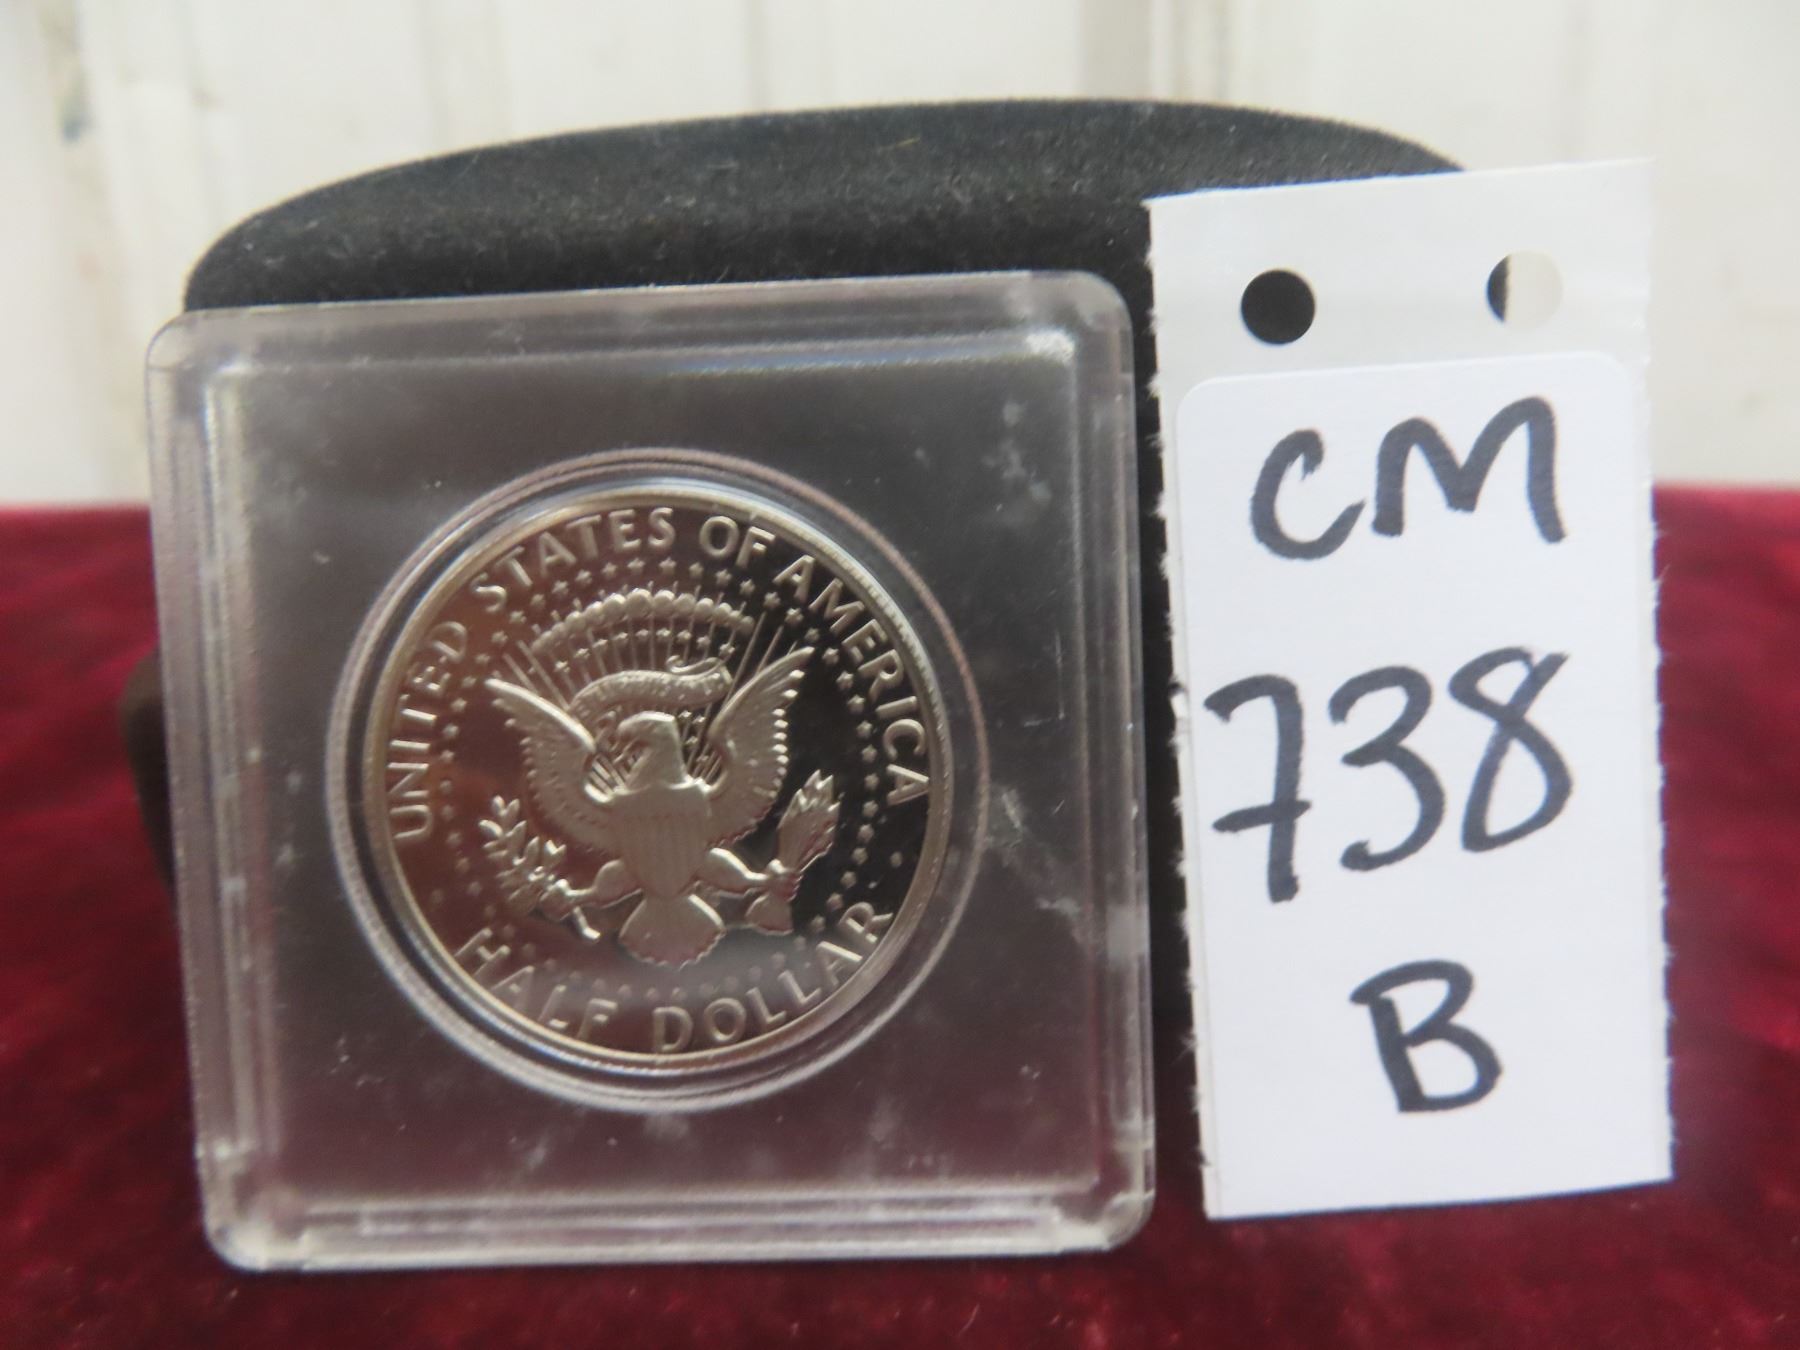 UNITED STATES OF AMERICA
HALF DOLLAR
CM
738
B